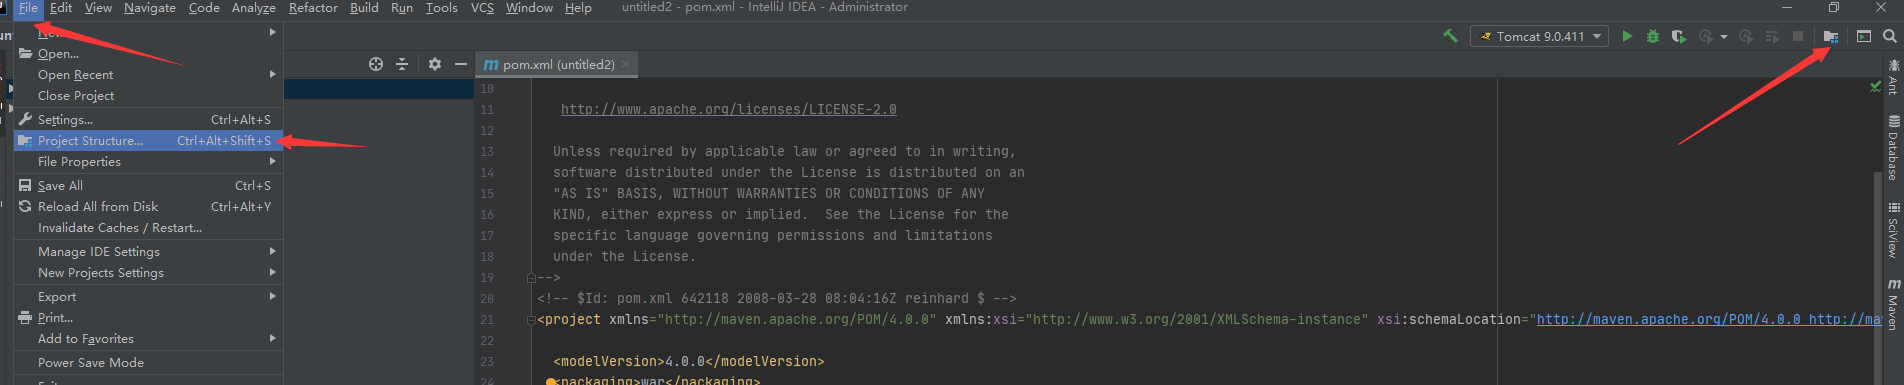 File Edit View Navigate Code Analyze Refactor Build Run Tools VCS Window Help untitled2 - pom.xml - IntelliJ IDEA - Administrator
New
Tomcat 9.0.411
Open...
pom.xml (untitled2)
Open Recent
Close Project
Settings... Ctrl+Alt+S
Project Structure... Ctrl+Alt+Shift+S
File Properties
Save All Ctrl+S
Reload All from Disk Ctrl+Alt+Y
Invalidate Caches / Restart...
Manage IDE Settings
New Projects Settings
Export
Print...
Add to Favorites
Power Save Mode
10
11 http://www.apache.org/licenses/LICENSE-2.0
12
13 Unless required by applicable law or agreed to in writing,
14 software distributed under the License is distributed on an
15 "AS IS" BASIS, WITHOUT WARRANTIES OR CONDITIONS OF ANY
16 KIND, either express or implied.  See the License for the
17 specific language governing permissions and limitations
18 under the License.
19 -->
20 <!-- $Id: pom.xml 642118 2008-03-28 08:04:16Z reinhard $ -->
21 <project xmlns="http://maven.apache.org/POM/4.0.0" xmlns:xsi="http://www.w3.org/2001/XMLSchema-instance" xsi:schemaLocation="http://maven.apache.org/POM/4.0.0 http://ma
22
23 <modelVersion>4.0.0</modelVersion>
24 <packaging>war</packaging>
Ant
Database
SciView
Maven